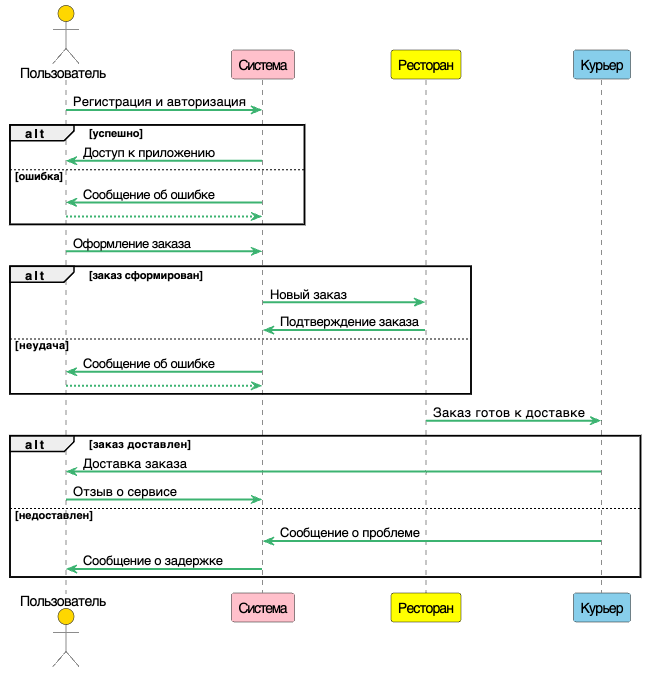 Пользователь
Система
Ресторан
Курьер
Регистрация и авторизация
alt [успешно]
Доступ к приложению
[ошибка]
Сообщение об ошибке
Оформление заказа
alt [заказ сформирован]
Новый заказ
Подтверждение заказа
[неудача]
Сообщение об ошибке
Заказ готов к доставке
alt [заказ доставлен]
Доставка заказа
Отзыв о сервисе
[недоставлен]
Сообщение о проблеме
Сообщение о задержке
Пользователь
Система
Ресторан
Курьер